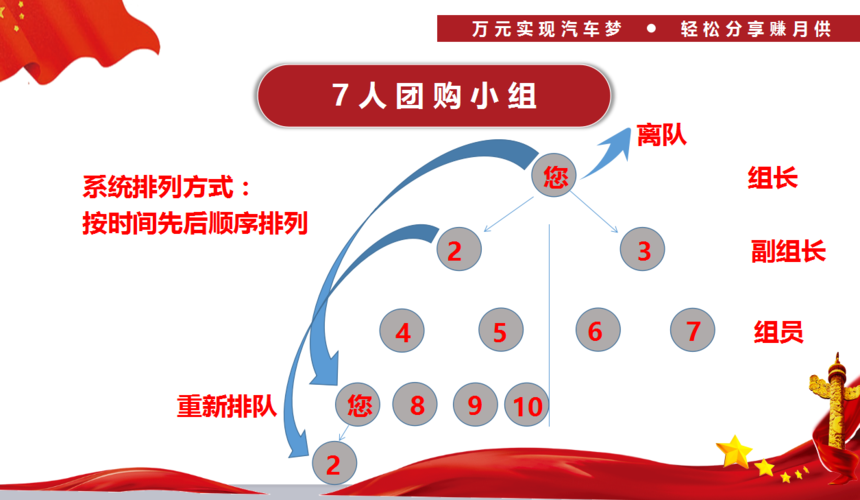 万元实现汽车梦 ● 轻松分享赚月供
7人团购小组
离队
您
组长
系统排列方式：
按时间先后顺序排列
2
3
副组长
4
5
6
7
组员
重新排队
您
8
9
10
2